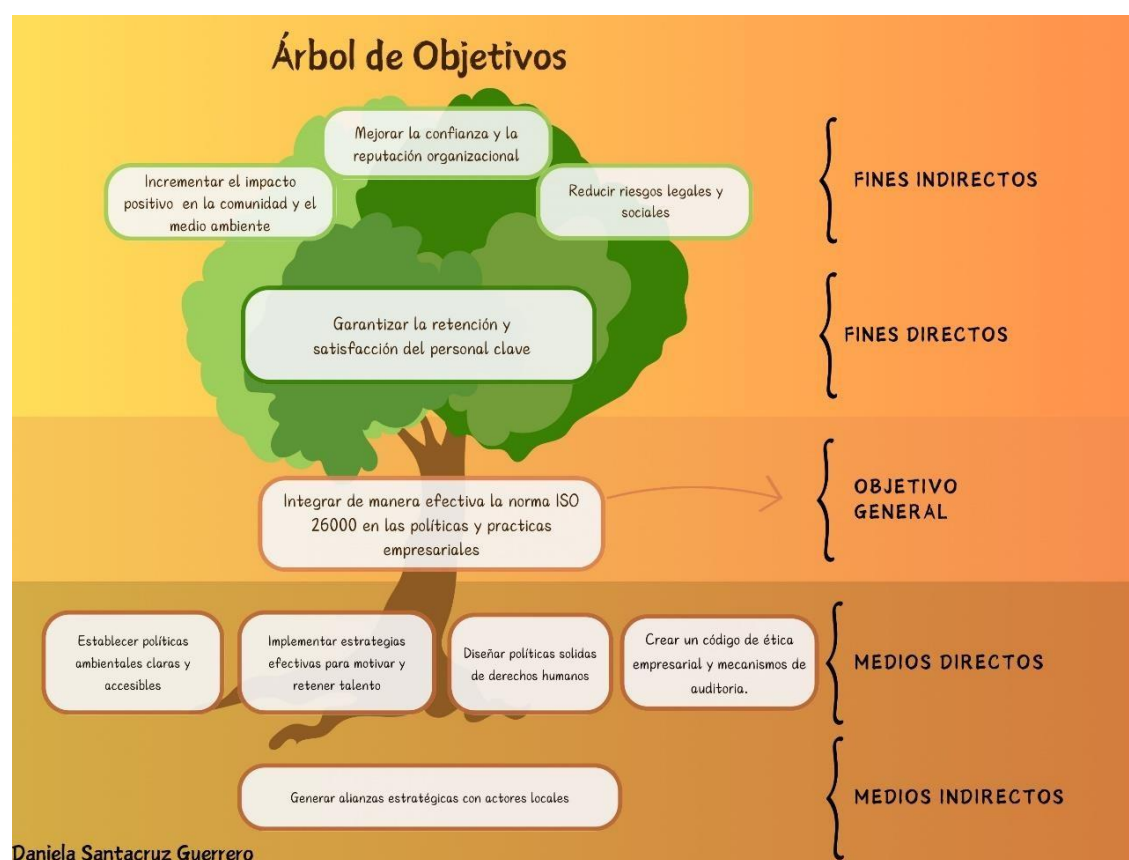 Árbol de Objetivos
Mejorar la confianza y la
reputación organizacional
Incrementar el impacto
positivo en la comunidad y el
medio ambiente
Reducir riesgos legales y
sociales
FINES INDIRECTOS
Garantizar la retención y
satisfacción del personal clave
FINES DIRECTOS
Integrar de manera efectiva la norma ISO
26000 en las políticas y practicas
empresariales
OBJETIVO
GENERAL
Establecer políticas
ambientales claras y
accesibles
Implementar estrategias
efectivas para motivar y
retener talento
Diseñar políticas solidas
de derechos humanos
Crear un código de ética
empresarial y mecanismos de
auditoria.
MEDIOS DIRECTOS
Generar alianzas estratégicas con actores locales
MEDIOS INDIRECTOS
Daniela Santacruz Guerrero